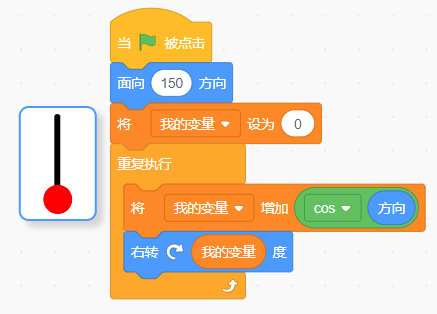 当 被点击
面向 150 方向
将 我的变量 设为 0
重复执行
将 我的变量 增加 cos 方向
右转 我的变量 度